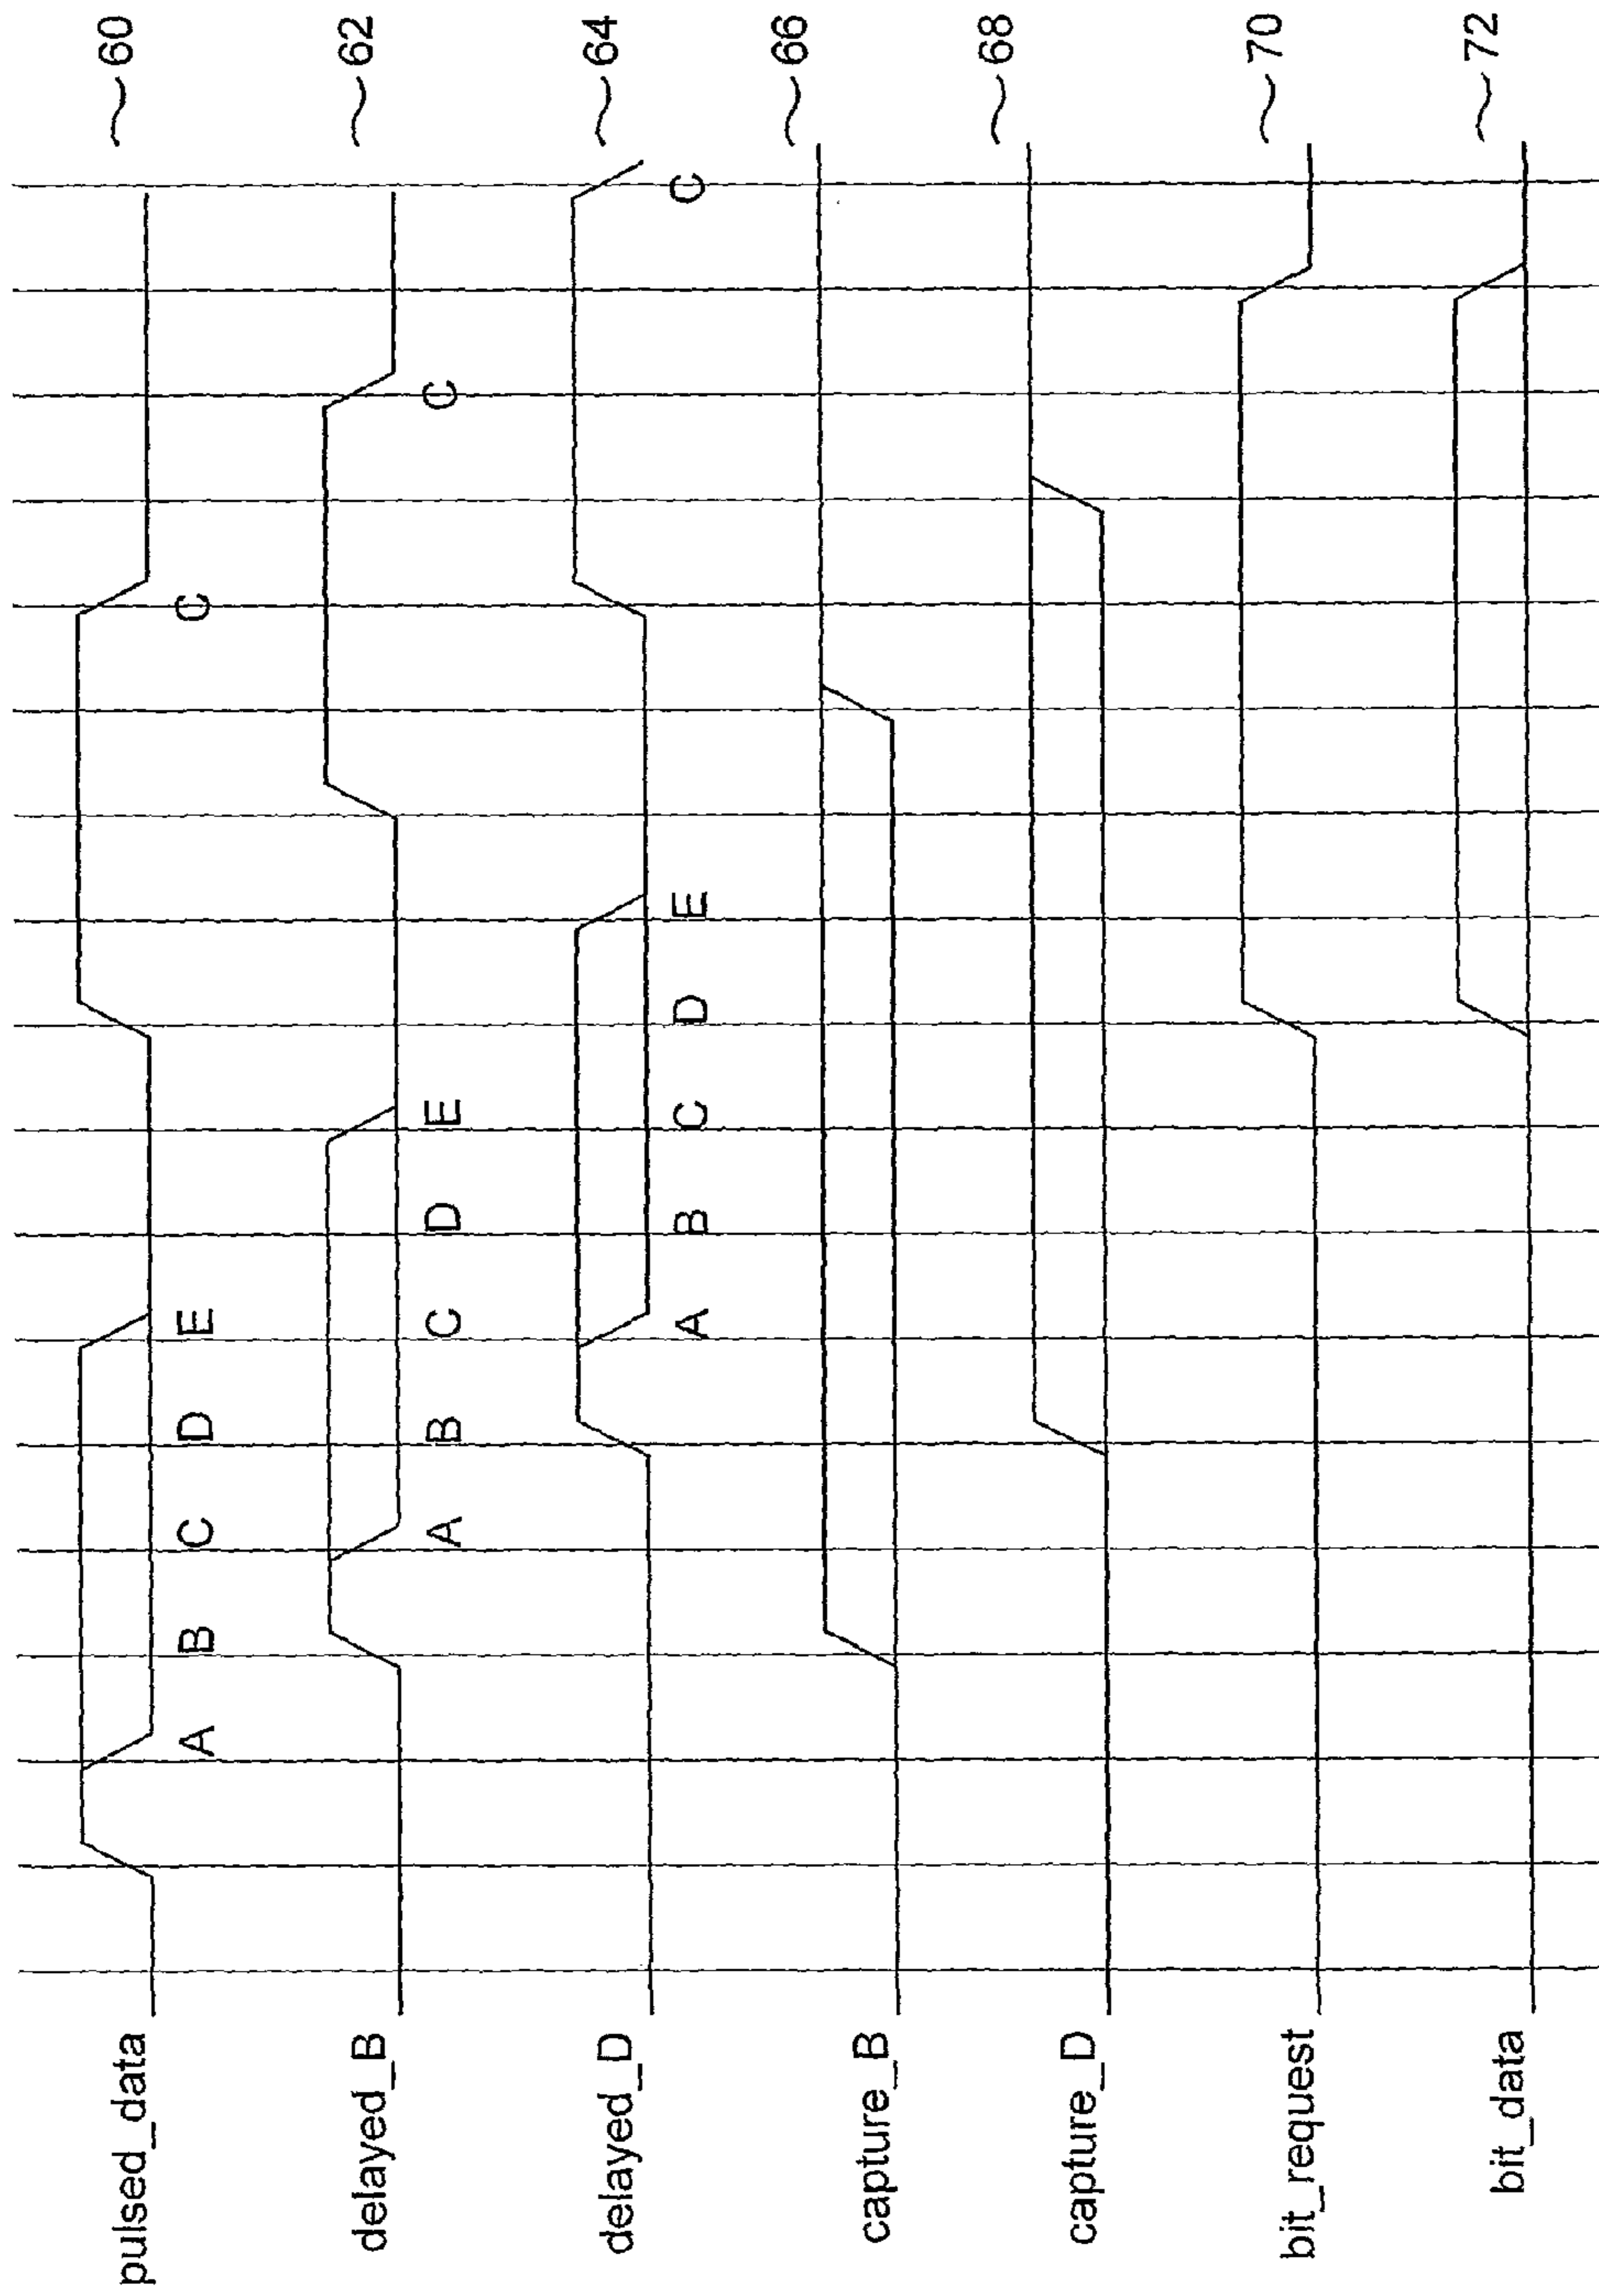 pulsed_data A B C D E C ~60
delayed_B A B C D E C ~62
delayed_D A B C D E C ~64
capture_B ~66
capture_D ~68
bit_request ~70
bit_data ~72